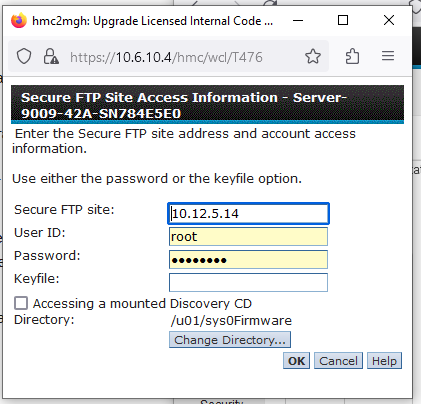 hmc2mgh: Upgrade Licensed Internal Code ...
https://10.6.10.4/hmc/wcl/T476
Secure FTP Site Access Information - Server-
9009-42A-SN784E5E0
Enter the Secure FTP site address and account access
information.
Use either the password or the keyfile option.
Secure FTP site: 10.12.5.14
User ID: root
Password: ●●●●●●●●
Keyfile:
Accessing a mounted Discovery CD
Directory: /u01/sys0Firmware
Change Directory...
OK Cancel Help
Security